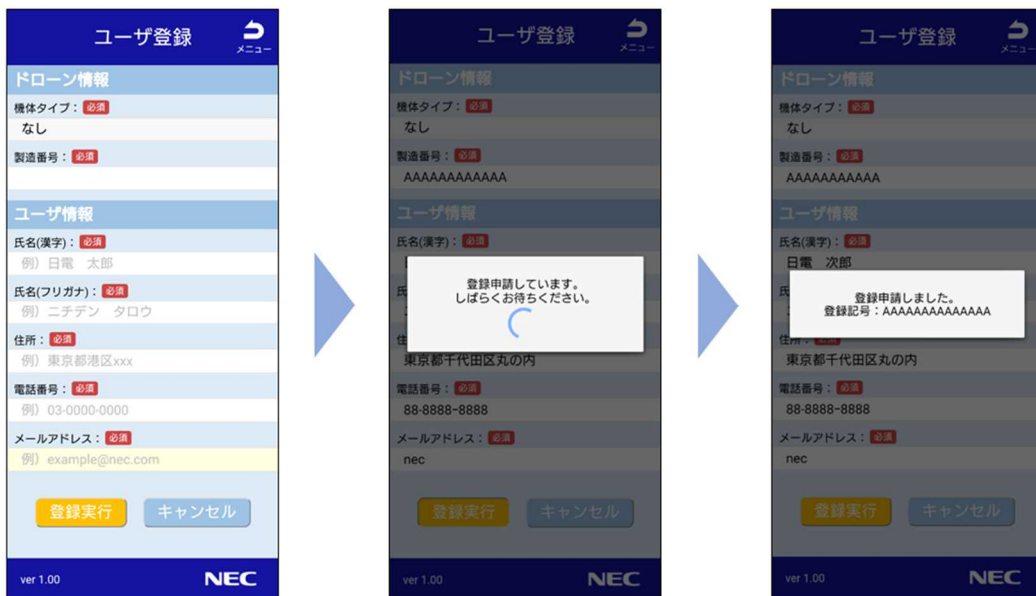 ユーザ登録
メニュー
ドローン情報
機体タイプ：必須
なし
製造番号：必須
ユーザ情報
氏名(漢字)：必須
例）日電　太郎
氏名(フリガナ)：必須
例）ニチデン　タロウ
住所：必須
例）東京都港区xxx
電話番号：必須
例）03-0000-0000
メールアドレス：必須
例）example@nec.com
登録実行
キャンセル
ver 1.00
NEC
ユーザ登録
メニュー
ドローン情報
機体タイプ：必須
なし
製造番号：必須
AAAAAAAAAAAA
ユーザ情報
氏名(漢字)：必須
登録申請しています。
しばらくお待ちください。
東京都千代田区丸の内
電話番号：必須
88-8888-8888
メールアドレス：必須
nec
登録実行
キャンセル
ver 1.00
NEC
ユーザ登録
メニュー
ドローン情報
機体タイプ：必須
なし
製造番号：必須
AAAAAAAAAAA
ユーザ情報
氏名(漢字)：必須
日電　次郎
登録申請しました。
登録記号：AAAAAAAAAAAAAA
東京都千代田区丸の内
電話番号：必須
88-8888-8888
メールアドレス：必須
nec
登録実行
キャンセル
ver 1.00
NEC